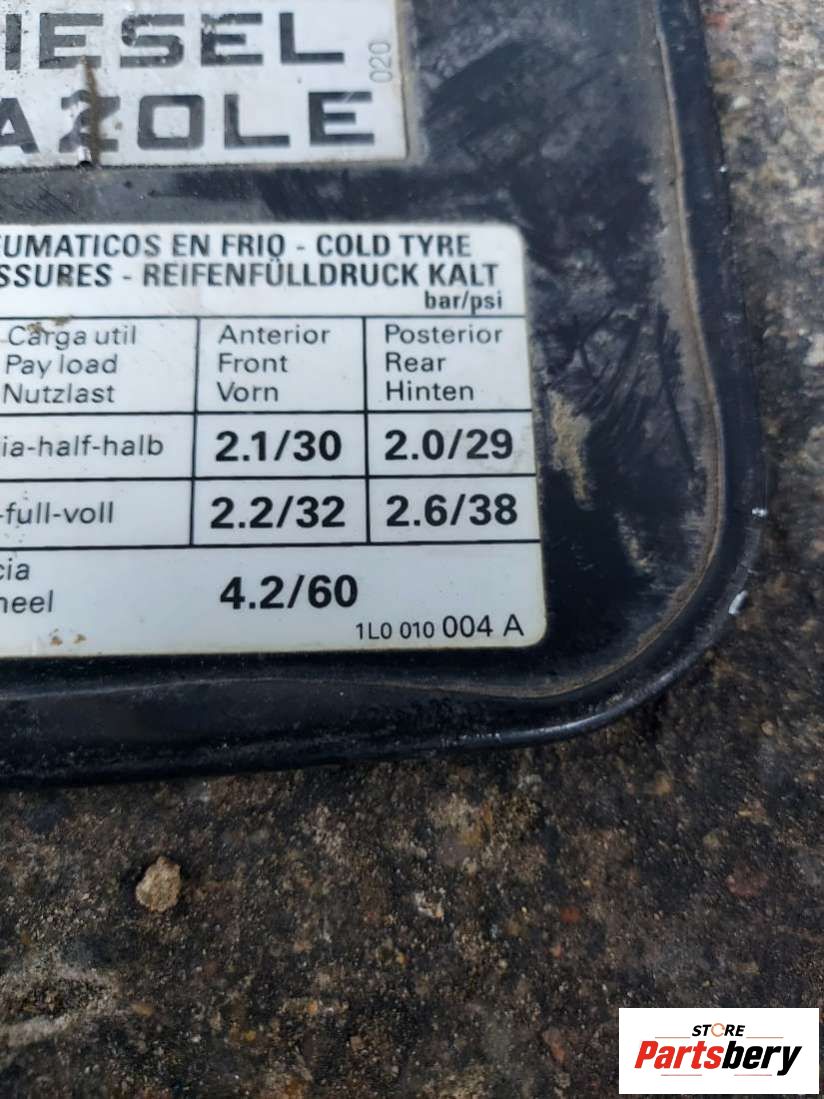 IESEL
AZOLE
020
UMATICOS EN FRIO - COLD TYRE
SSURES - REIFENFÜLLDRUCK KALT
bar/psi
Carga util Anterior Posterior
Pay load Front Rear
Nutzlast Vorn Hinten
ia-half-halb 2.1/30 2.0/29
-full-voll 2.2/32 2.6/38
cia
heel 4.2/60
1L0 010 004 A
STORE
Partsbery